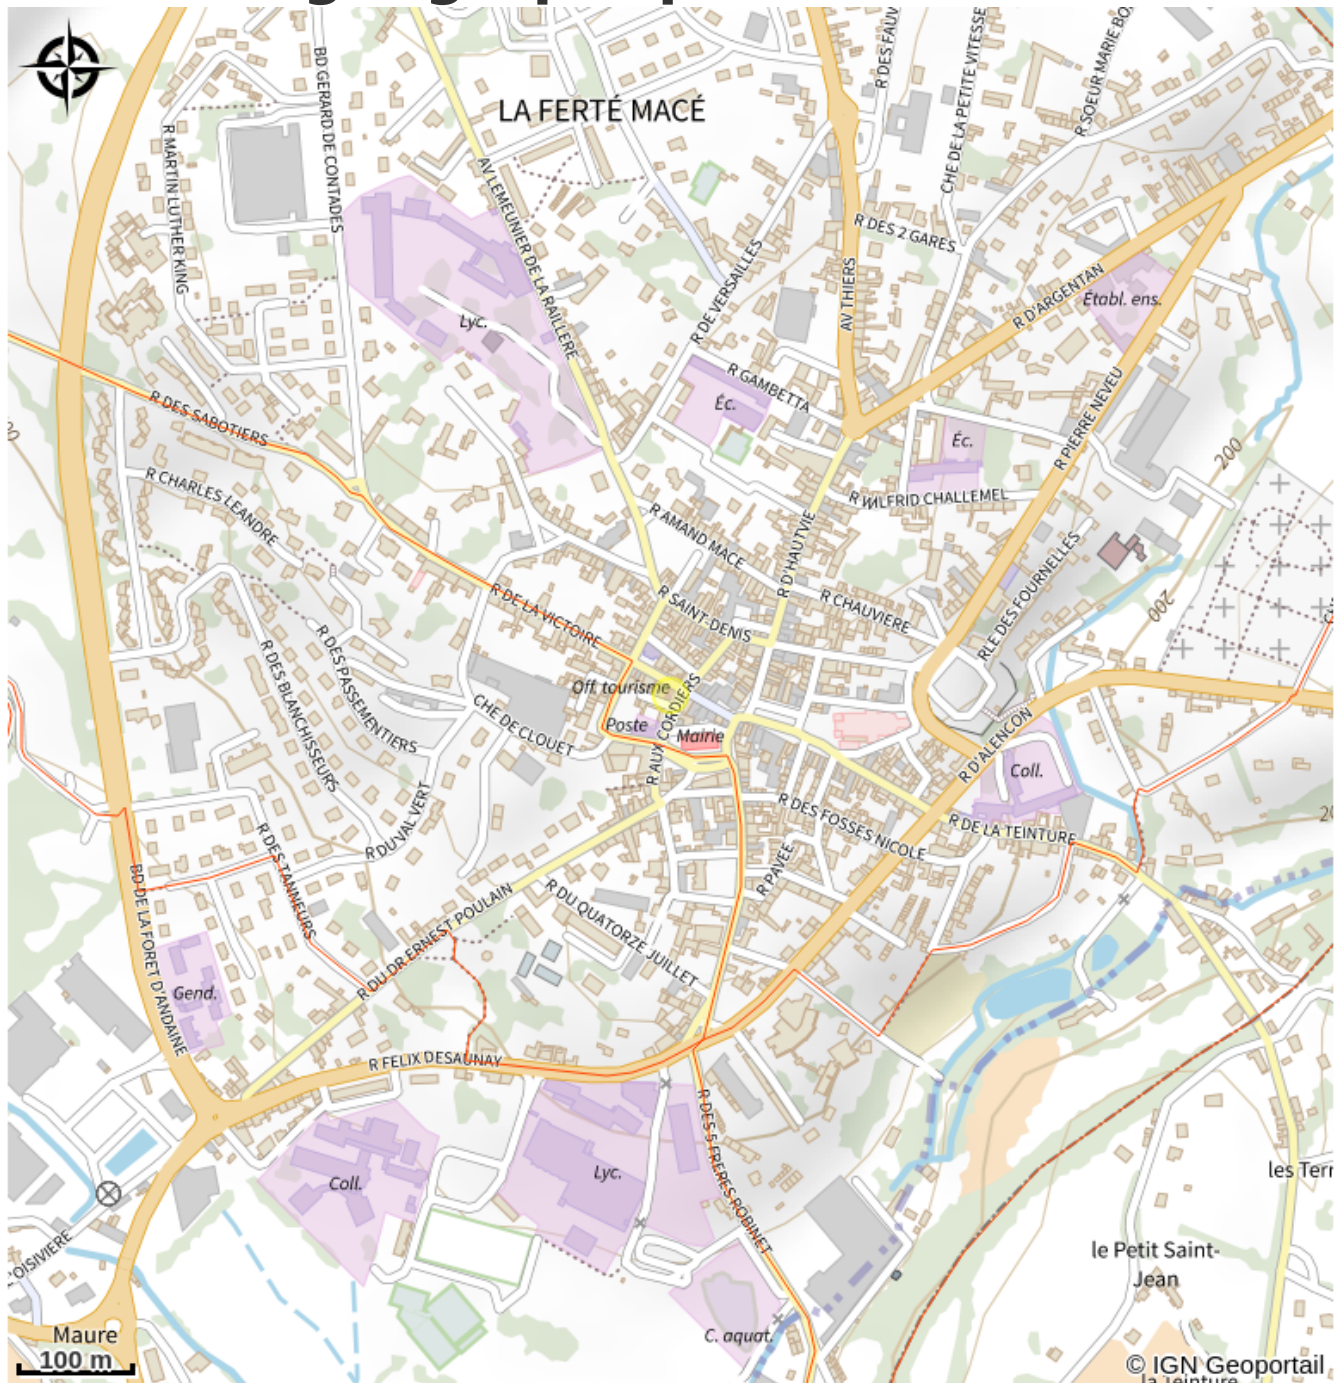 LA FERTÉ MACÉ
BD GERARD DE CONTADES
R MARTIN LUTHER KING
AV LEMEUNIER DE LA RAILLERE
R DES FAUV
CHE DE LA PETITE VITESSE
R SOEUR MARIE-BO
R DES 2 GARES
R DE VERSAILLES
AV THIERS
R D'ARGENTAN
Etabl. ens.
Lyc.
R GAMBETTA
Éc.
Éc.
R PIERRE NEVEU
R DES SABOTIERS
R CHARLES LEANDRE
R WILFRID CHALLEMEL
200
R AMAND MACE
R D'HAUTVIE
R CHAUVIERE
RLE DES FOURNELLES
200
R DE LA VICTOIRE
R SAINT-DENIS
R DES PASSEMENTIERS
R DES BLANCHISSEURS
Off. tourisme
CHE DE CLOUET
Poste
R AUX CORDIERS
Mairie
R D'ALENCON
Coll.
R DES FOSSES NICOLE
R DE LA TEINTURE
R DUVAL VERT
R DES TANNEURS
R PAVEE
BD DE LA FORET D'ANDAINE
R DU DR ERNEST POULAIN
R DU QUATORZE JUILLET
Gend.
R FELIX DESAUNAY
R DES 5 FRERES ROBINET
Coll.
Lyc.
les Terr
le Petit Saint-
Jean
C. aquat.
Maure
100 m
© IGN Geoportail
la Teinture